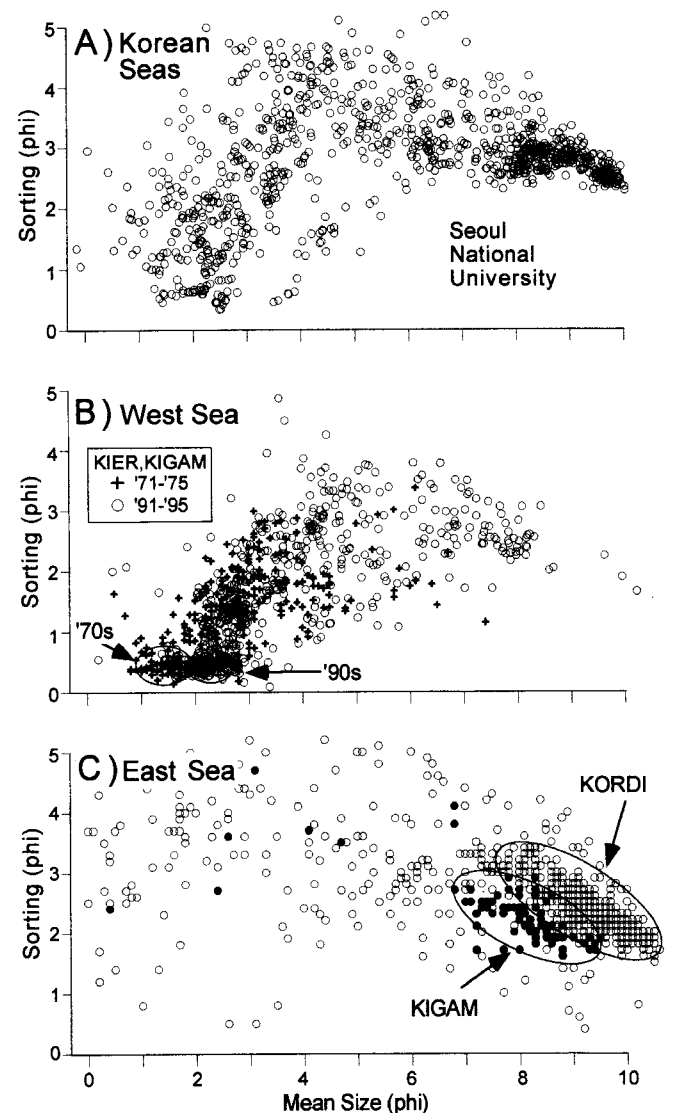 5
A) Korean
Seas
4
3
2
1
0
Sorting (phi)
Seoul
National
University
5
B) West Sea
4
3
2
1
0
Sorting (phi)
KIER,KIGAM
+ '71-'75
○ '91-'95
'70s
'90s
5
C) East Sea
4
3
2
1
0
Sorting (phi)
KORDI
KIGAM
0 2 4 6 8 10
Mean Size (phi)